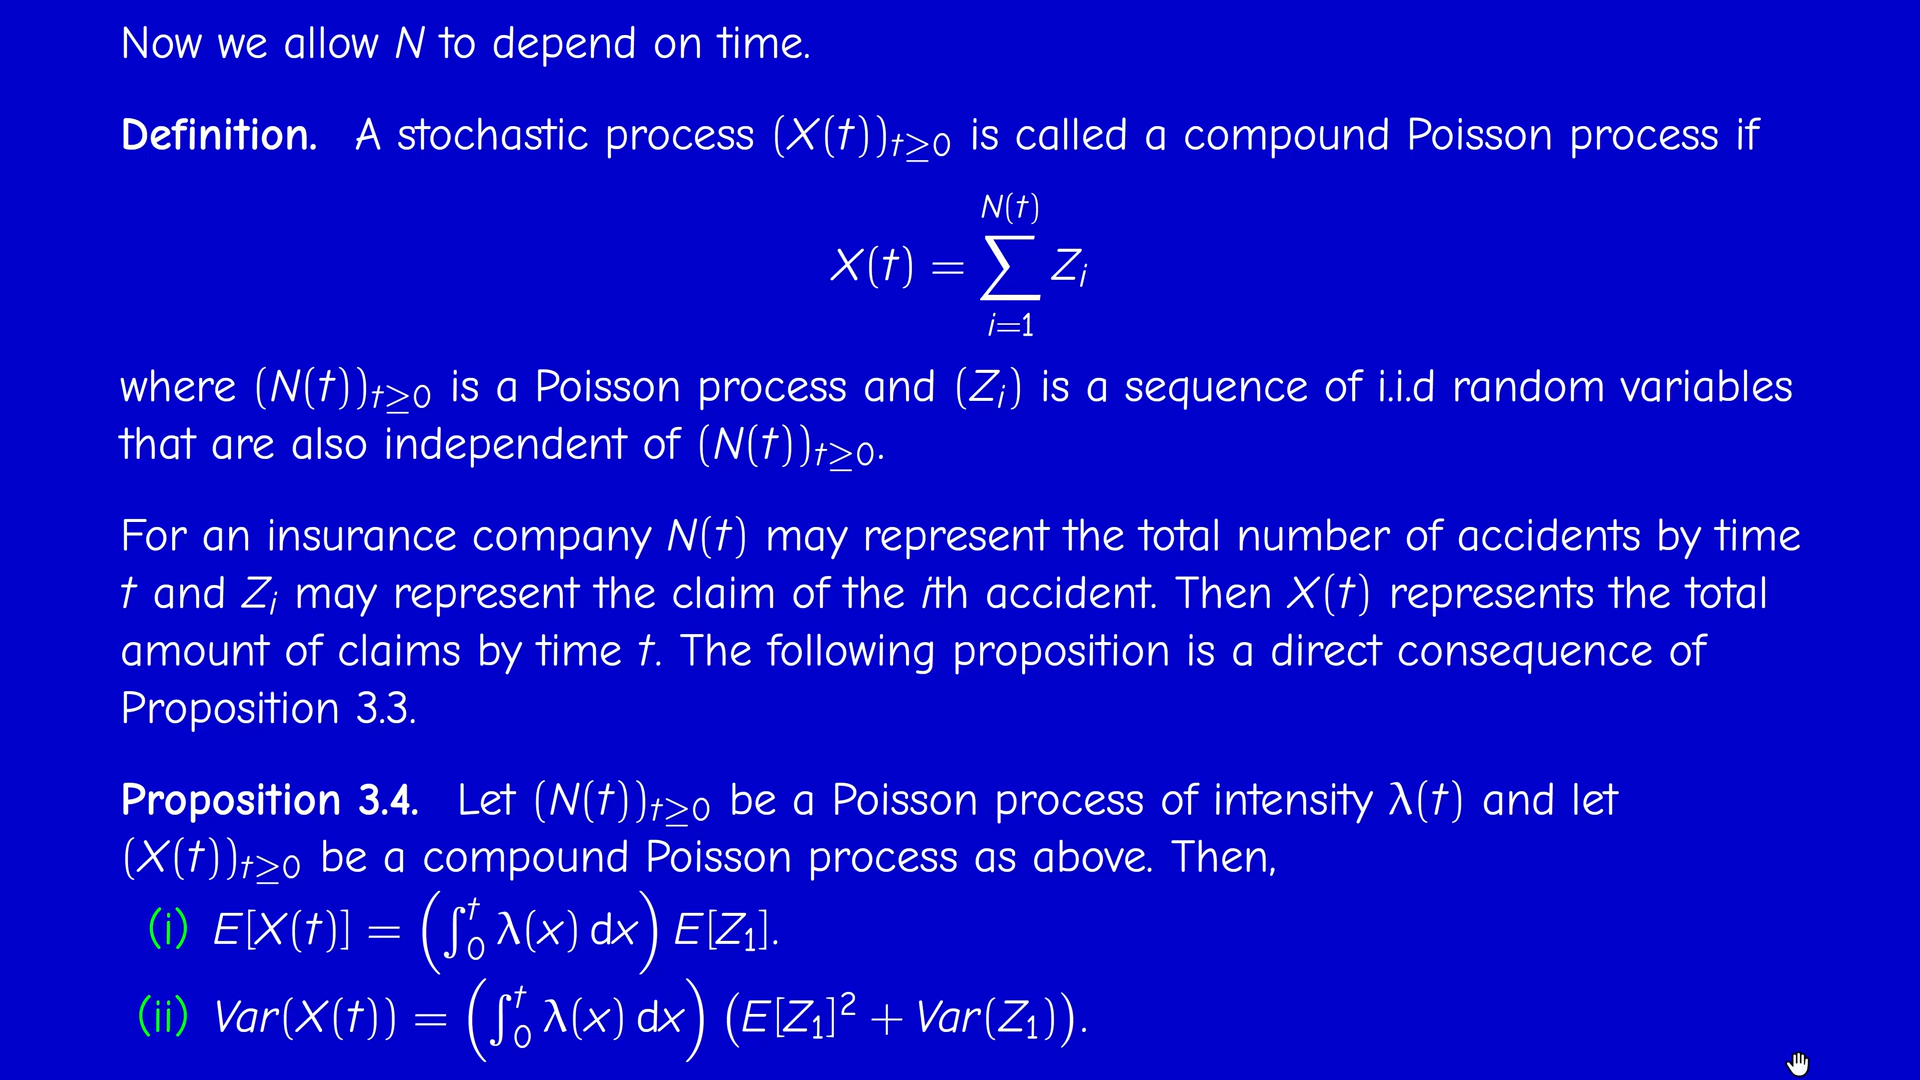 Now we allow N to depend on time.
Definition. A stochastic process (X(t))_{t≥0} is called a compound Poisson process if
X(t) = \sum_{i=1}^{N(t)} Z_i
where (N(t))_{t≥0} is a Poisson process and (Z_i) is a sequence of i.i.d random variables
that are also independent of (N(t))_{t≥0}.
For an insurance company N(t) may represent the total number of accidents by time
t and Z_i may represent the claim of the ith accident. Then X(t) represents the total
amount of claims by time t. The following proposition is a direct consequence of
Proposition 3.3.
Proposition 3.4. Let (N(t))_{t≥0} be a Poisson process of intensity λ(t) and let
(X(t))_{t≥0} be a compound Poisson process as above. Then,
(i) E[X(t)] = (∫_0^t λ(x) dx) E[Z_1].
(ii) Var(X(t)) = (∫_0^t λ(x) dx) (E[Z_1]^2 + Var(Z_1)).